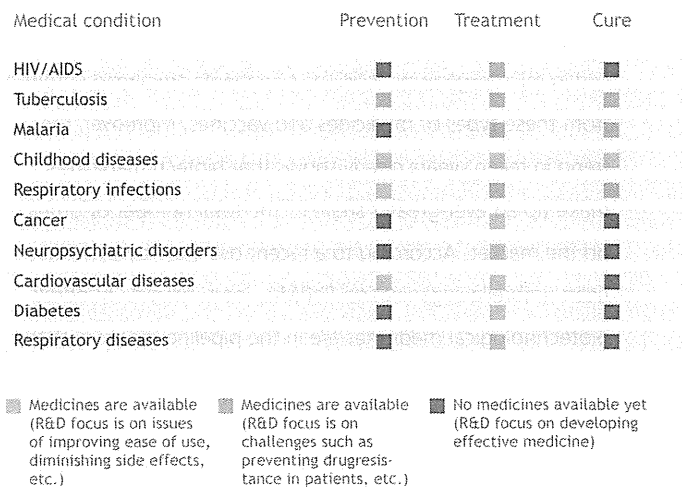 Medical condition Prevention Treatment Cure
HIV/AIDS
Tuberculosis
Malaria
Childhood diseases
Respiratory infections
Cancer
Neuropsychiatric disorders
Cardiovascular diseases
Diabetes
Respiratory diseases
Medicines are available
(R&D focus is on issues
of improving ease of use,
diminishing side effects,
etc.)
Medicines are available
(R&D focus is on
challenges such as
preventing drugresis-
tance in patients, etc.)
No medicines available yet
(R&D focus on developing
effective medicine)